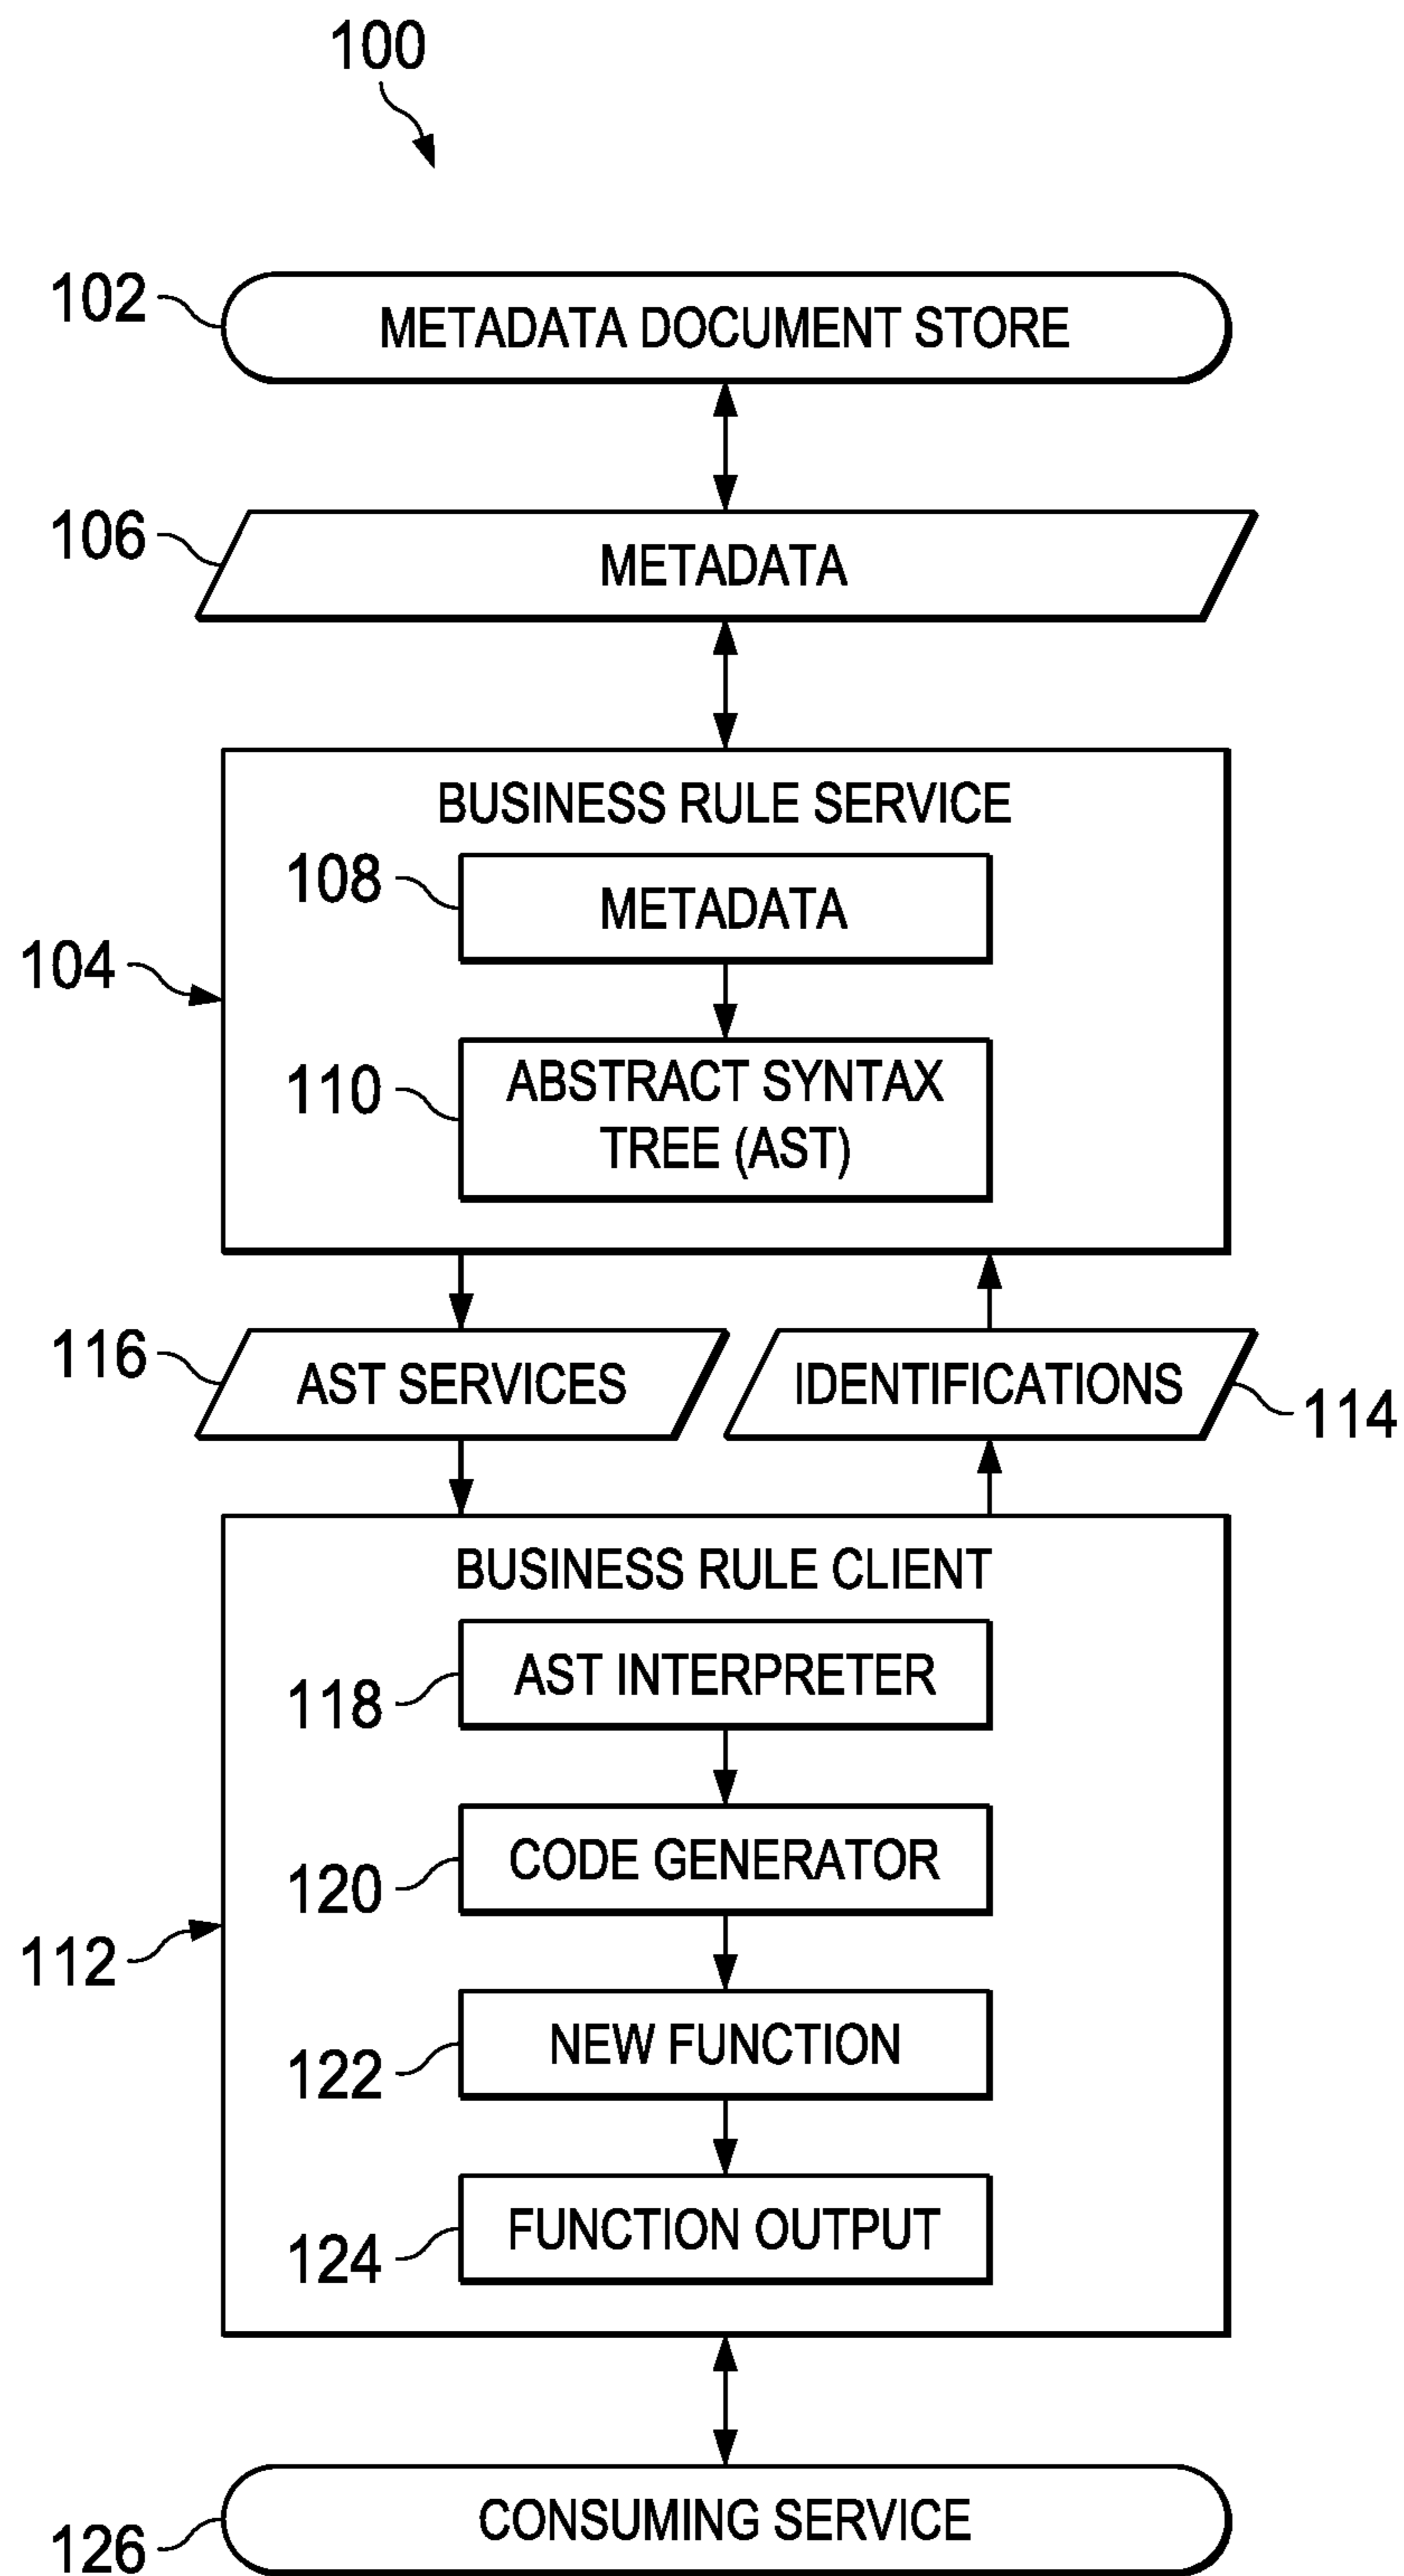 100
102
METADATA DOCUMENT STORE
106
METADATA
BUSINESS RULE SERVICE
108
METADATA
104
110
ABSTRACT SYNTAX
TREE (AST)
116
AST SERVICES
IDENTIFICATIONS
114
BUSINESS RULE CLIENT
118
AST INTERPRETER
120
CODE GENERATOR
112
122
NEW FUNCTION
124
FUNCTION OUTPUT
126
CONSUMING SERVICE